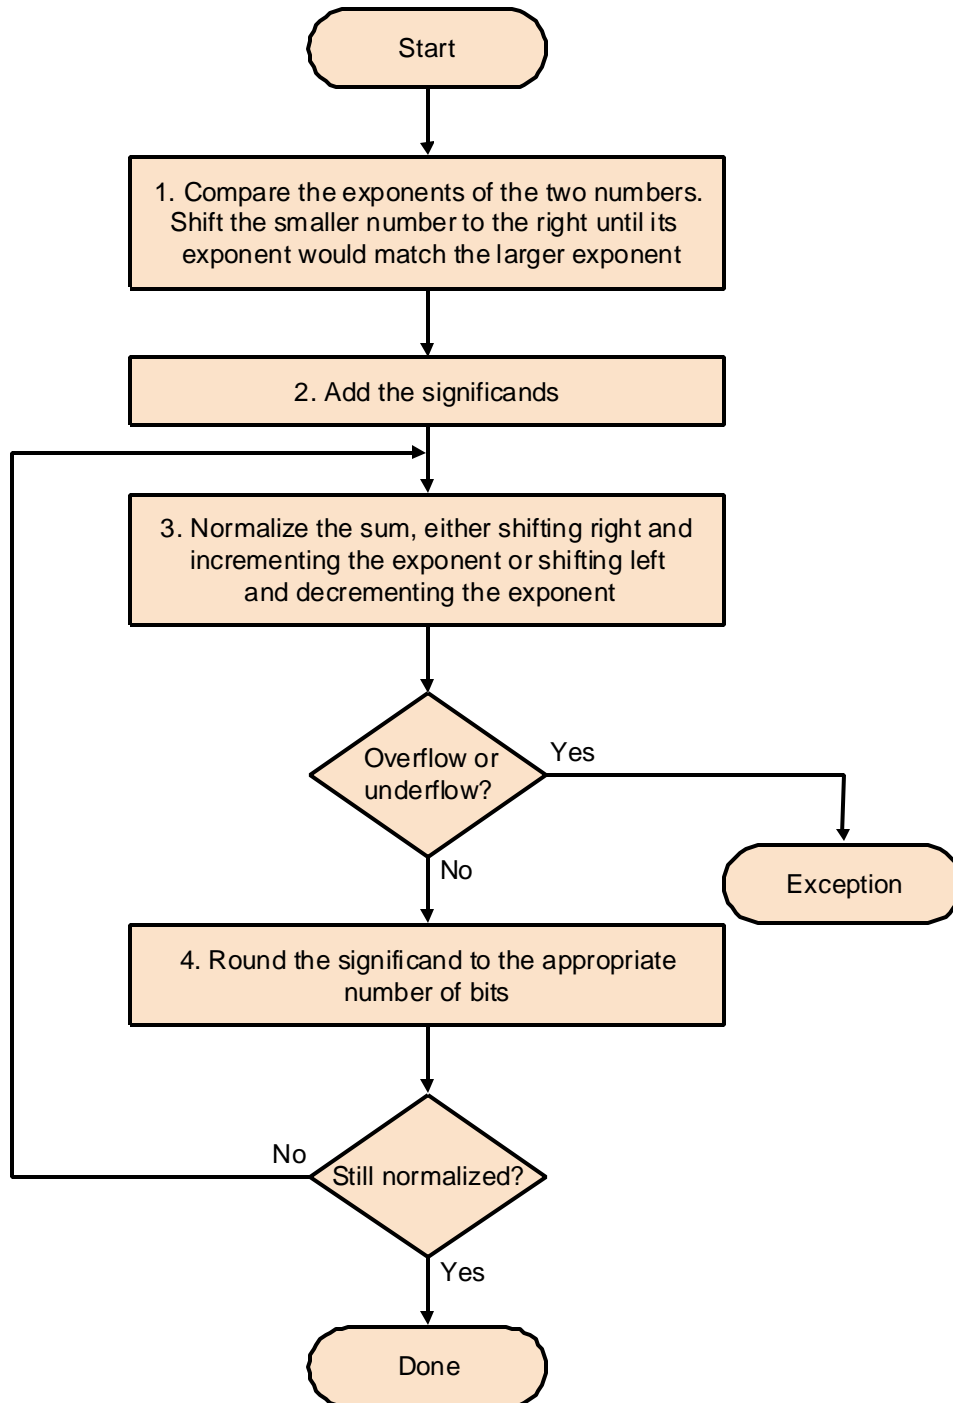 Start
1. Compare the exponents of the two numbers.
Shift the smaller number to the right until its
exponent would match the larger exponent
2. Add the significands
3. Normalize the sum, either shifting right and
incrementing the exponent or shifting left
and decrementing the exponent
Overflow or
underflow?
Yes
No
Exception
4. Round the significand to the appropriate
number of bits
No
Still normalized?
Yes
Done